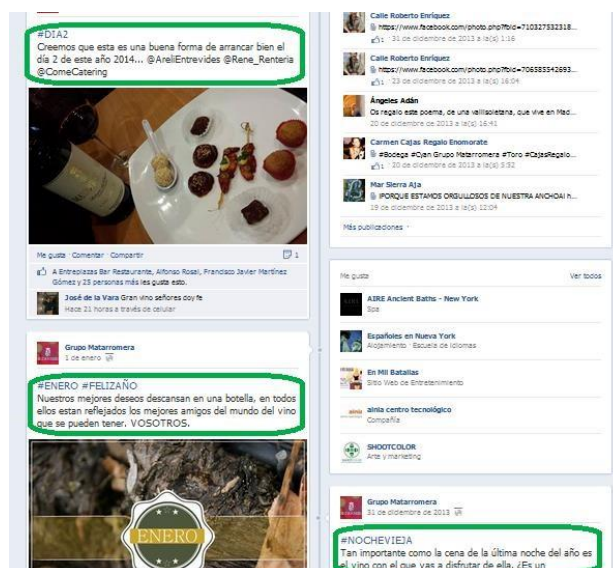 #DIA2
Creemos que esta es una buena forma de arrancar bien el
día 2 de este año 2014... @AreliEntrevides @Rene_Renteria
@ComeCatering
Me gusta · Comentar · Compartir
1
A Entreplazas Bar Restaurante, Alfonso Rosal, Francisco Javier Martínez
Gómez y 25 personas más les gusta esto.
José de la Vara Gran vino señores doy fe
Hace 21 horas a través de celular
Grupo Matarromera
1 de enero
#ENERO #FELIZAÑO
Nuestros mejores deseos descansan en una botella, en todos
ellos estan reflejados los mejores amigos del mundo del vino
que se pueden tener. VOSOTROS.
ENERO
Calle Roberto Enríquez
https://www.facebook.com/photo.php?fbid=710327532318...
1 · 31 de diciembre de 2013 a la(s) 1:16
Calle Roberto Enríquez
https://www.facebook.com/photo.php?fbid=706585542693...
1 · 23 de diciembre de 2013 a la(s) 16:04
Ángeles Adán
Os regalo este poema, de una vallisoletana, que vive en Mad...
20 de diciembre de 2013 a la(s) 16:41
Carmen Cajas Regalo Enomorate
#Bodega #Cyan Grupo Matarromera #Toro #CajasRegalo...
1 · 20 de diciembre de 2013 a la(s) 5:52
Mar Sierra Aja
¡PORQUE ESTAMOS ORGULLOSOS DE NUESTRA ANCHOA! h...
19 de diciembre de 2013 a la(s) 12:04
Más publicaciones
Me gusta
Ver todos
AIRE Ancient Baths - New York
Spa
Españoles en Nueva York
Alojamiento · Escuela de idiomas
En Mil Batallas
Sitio Web de Entretenimiento
ainia centro tecnológico
Compañía
SHOOTCOLOR
Arte y marketing
Grupo Matarromera
31 de diciembre de 2013
#NOCHEVIEJA
Tan importante como la cena de la última noche del año es
el vino con el que vas a disfrutar de ella. ¿Es un